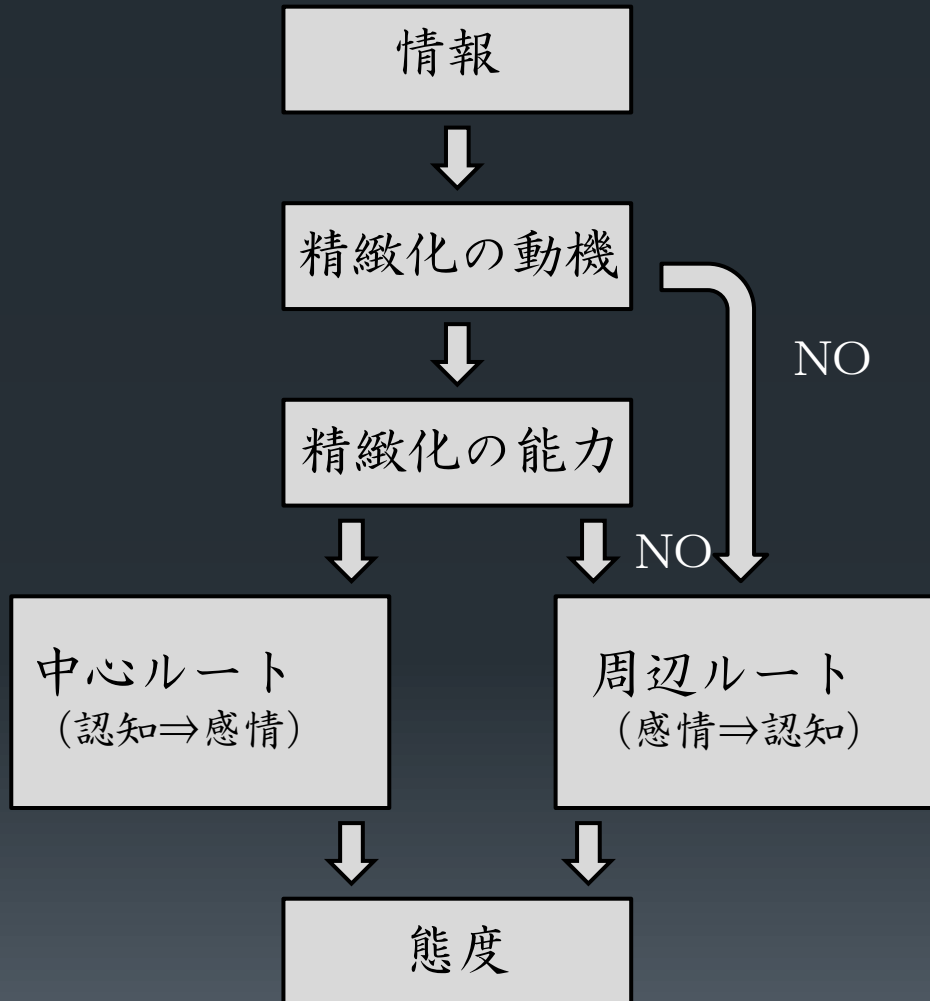 情報
精緻化の動機
NO
精緻化の能力
NO
中心ルート
（認知⇒感情）
周辺ルート
（感情⇒認知）
態度